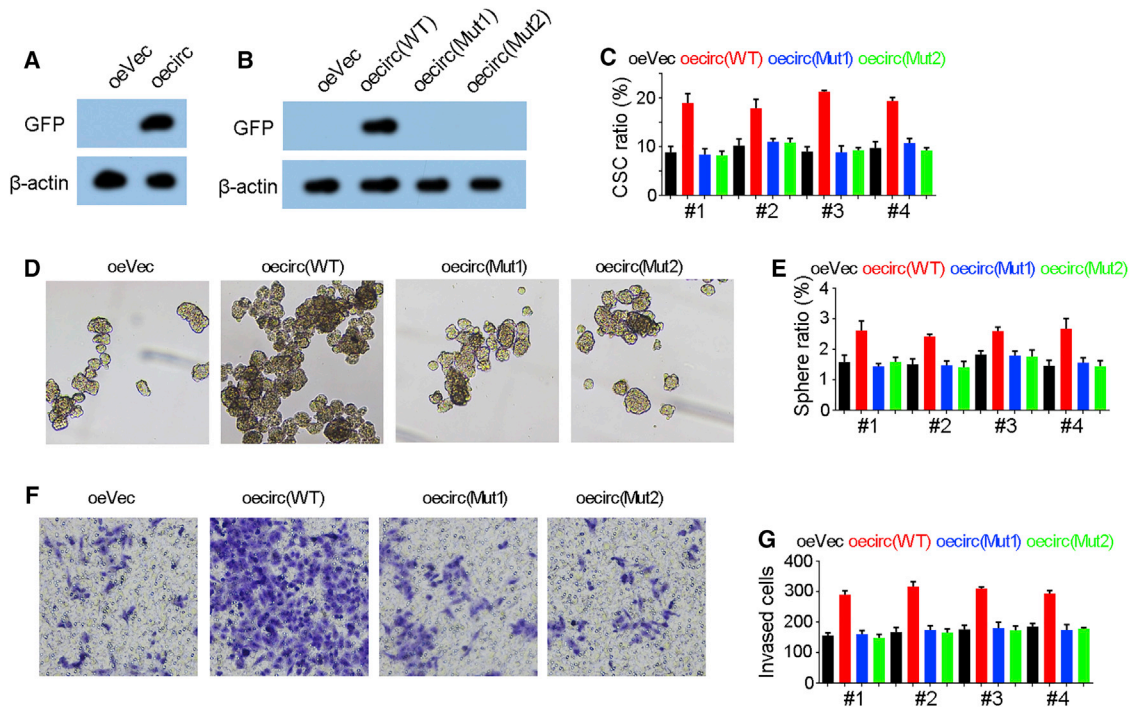 A
oeVec
oecirc
GFP
β-actin
B
oeVec
oecirc(WT)
oecirc(Mut1)
oecirc(Mut2)
GFP
β-actin
C
oeVec oecirc(WT) oecirc(Mut1) oecirc(Mut2)
CSC ratio (%)
20
10
0
#1 #2 #3 #4
D
oeVec oecirc(WT) oecirc(Mut1) oecirc(Mut2)
E
oeVec oecirc(WT) oecirc(Mut1) oecirc(Mut2)
Sphere ratio (%)
4
3
2
1
0
#1 #2 #3 #4
F
oeVec oecirc(WT) oecirc(Mut1) oecirc(Mut2)
G
oeVec oecirc(WT) oecirc(Mut1) oecirc(Mut2)
Invased cells
400
300
200
100
0
#1 #2 #3 #4